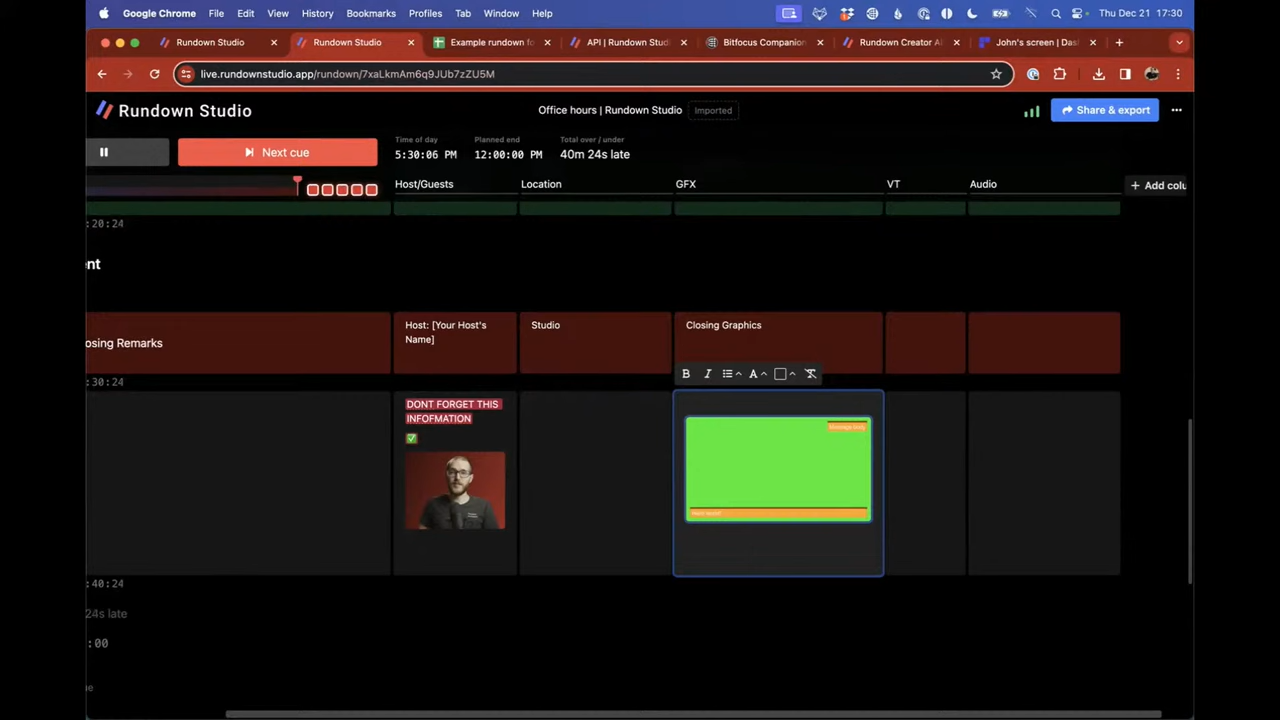 Google Chrome File Edit View History Bookmarks Profiles Tab Window Help Thu Dec 21 17:30
Rundown Studio Rundown Studio Example rundown fo API | Rundown Studi Bitfocus Companion Rundown Creator A John's screen | Das
live.rundownstudio.app/rundown/7xaLkmAm6q9JUb7zZU5M
Rundown Studio Office hours | Rundown Studio Imported Share & export
Next cue
Time of day Planned end Total over / under
5:30:06 PM 12:00:00 PM 40m 24s late
Host/Guests Location GFX VT Audio + Add colu
:20:24
ent
osing Remarks
Host: [Your Host's
Name]
Studio
Closing Graphics
:30:24
B I A
DONT FORGET THIS
INFOFMATION
:40:24
24s late
:00